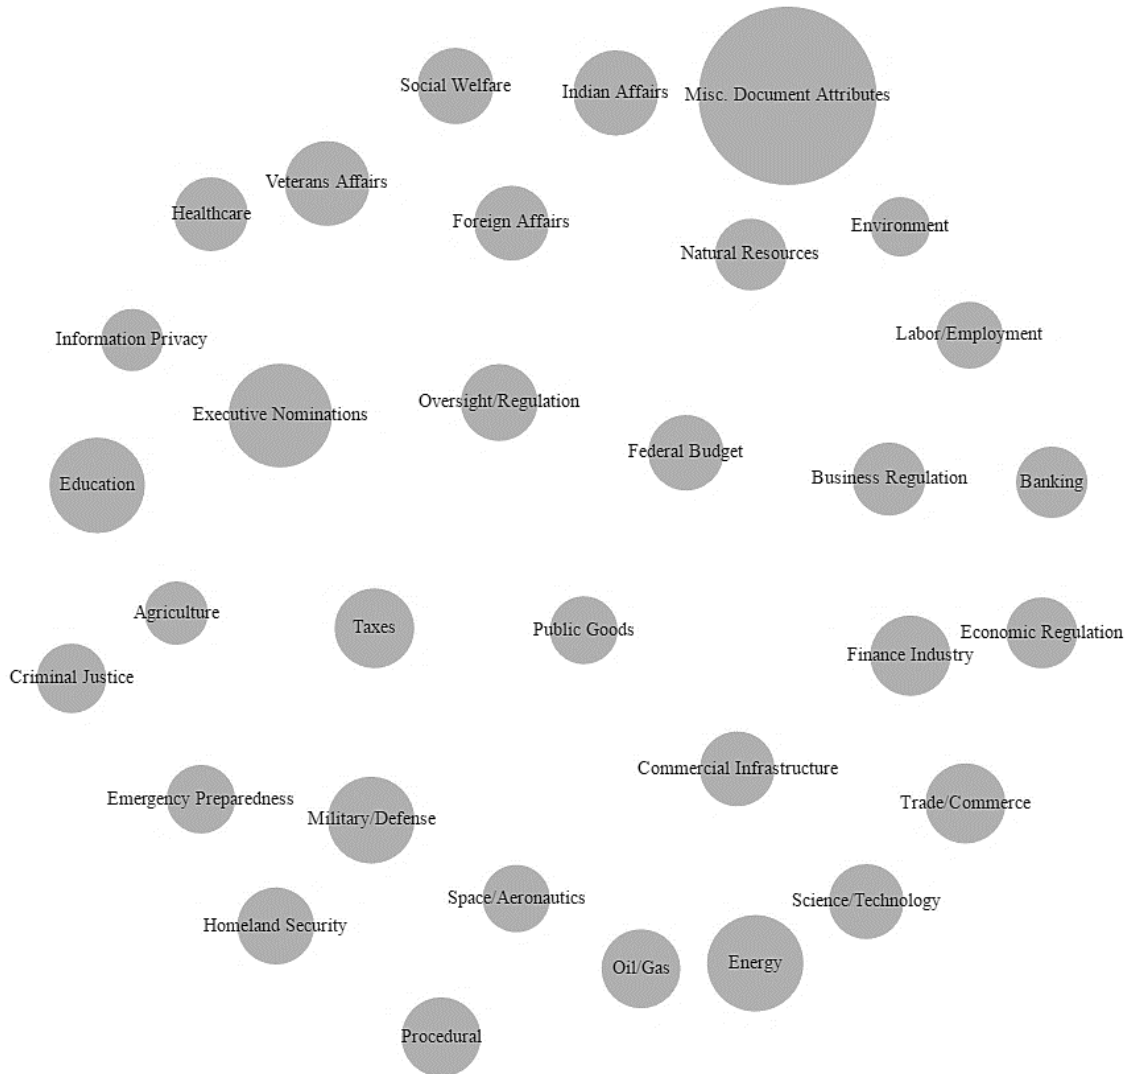 Social Welfare
Indian Affairs
Misc. Document Attributes
Veterans Affairs
Healthcare
Foreign Affairs
Environment
Natural Resources
Information Privacy
Labor/Employment
Executive Nominations
Oversight/Regulation
Federal Budget
Business Regulation
Banking
Education
Agriculture
Taxes
Public Goods
Economic Regulation
Finance Industry
Criminal Justice
Commercial Infrastructure
Emergency Preparedness
Trade/Commerce
Military/Defense
Space/Aeronautics
Science/Technology
Homeland Security
Oil/Gas
Energy
Procedural